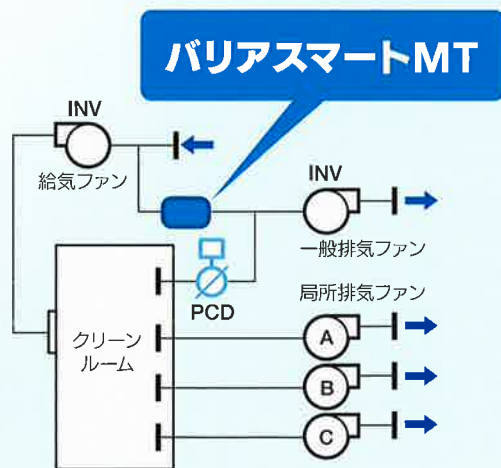 バリアスマートMT
INV
給気ファン
INV
一般排気ファン
PCD
局所排気ファン
クリーン
ルーム
A
B
C